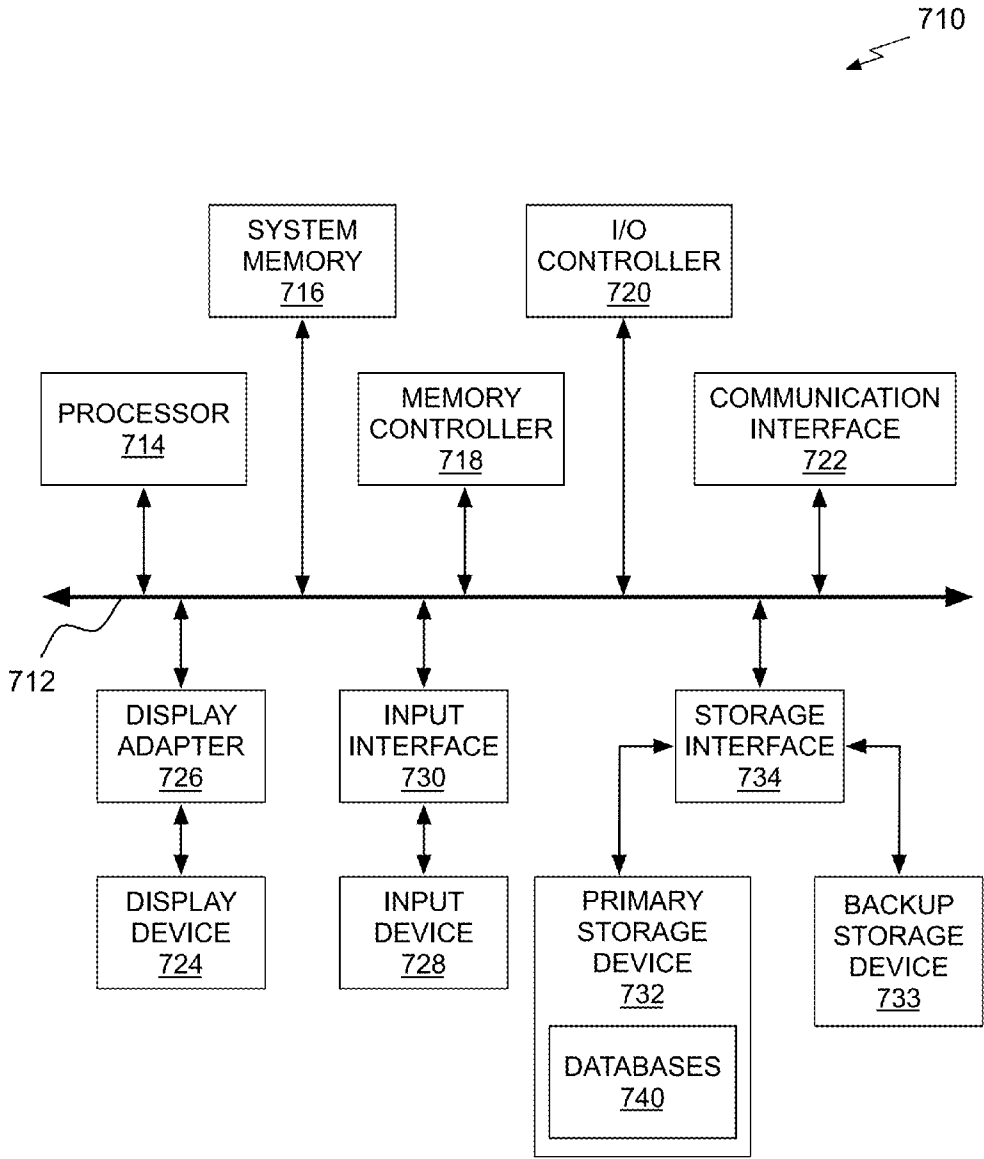 710
SYSTEM
MEMORY
716
I/O
CONTROLLER
720
PROCESSOR
714
MEMORY
CONTROLLER
718
COMMUNICATION
INTERFACE
722
712
DISPLAY
ADAPTER
726
INPUT
INTERFACE
730
STORAGE
INTERFACE
734
DISPLAY
DEVICE
724
INPUT
DEVICE
728
PRIMARY
STORAGE
DEVICE
732
DATABASES
740
BACKUP
STORAGE
DEVICE
733